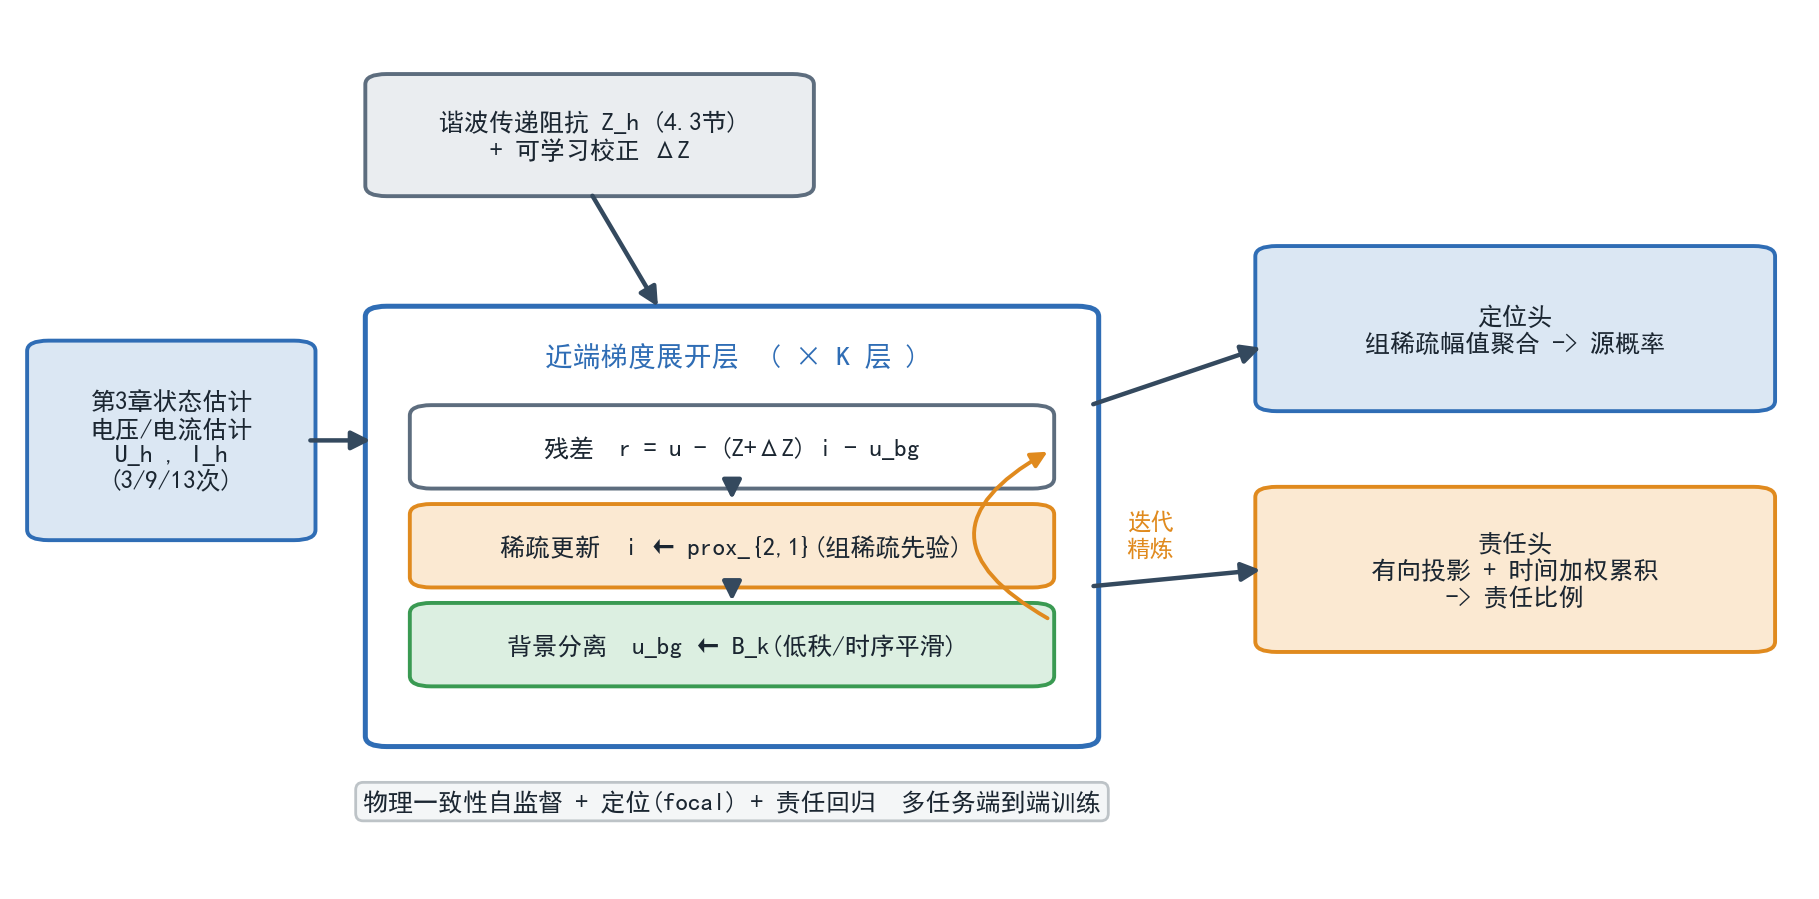 谐波传递阻抗 Z_h (4.3节)
+ 可学习校正 ΔZ
第3章状态估计
电压/电流估计
U_h , I_h
(3/9/13次)
近端梯度展开层 ( × K 层 )
残差 r = u - (Z+ΔZ) i - u_bg
稀疏更新 i ← prox_{2,1}(组稀疏先验)
背景分离 u_bg ← B_k(低秩/时序平滑)
迭代
精炼
定位头
组稀疏幅值聚合 -> 源概率
责任头
有向投影 + 时间加权累积
-> 责任比例
物理一致性自监督 + 定位(focal) + 责任回归 多任务端到端训练